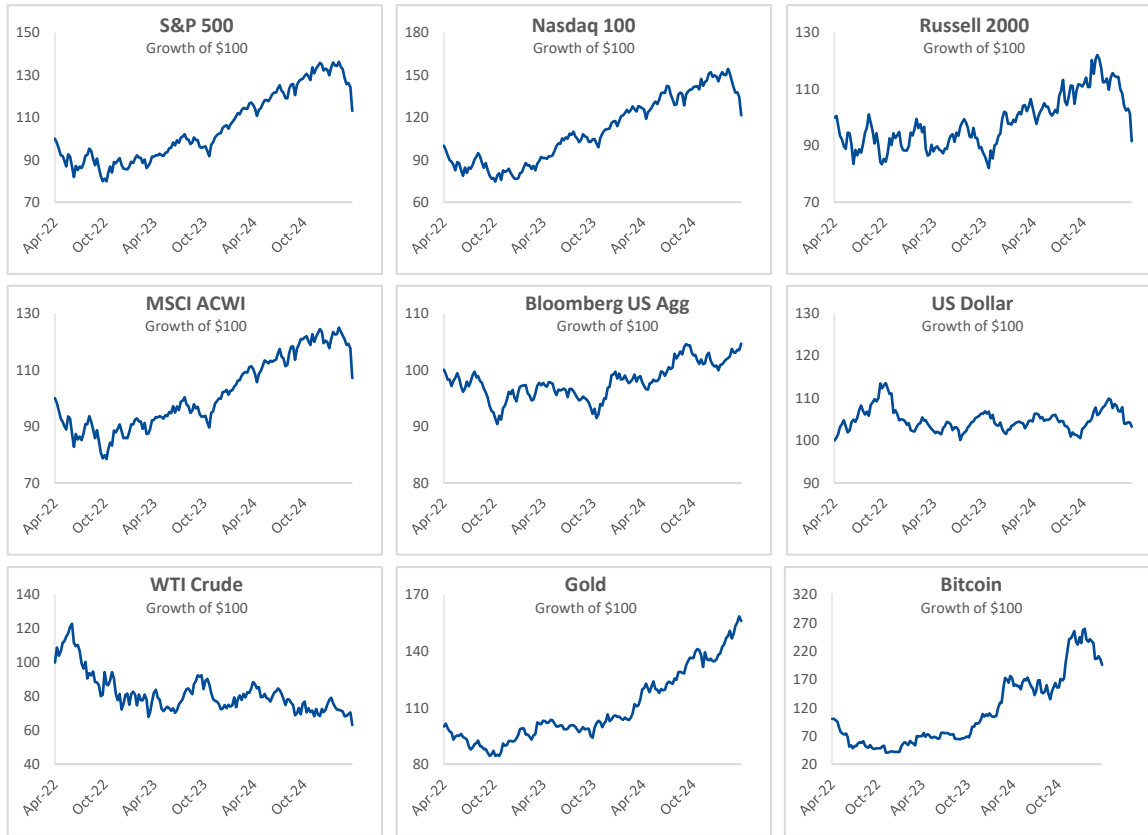 S&P 500
Growth of $100
150
130
110
90
70
Apr-22
Oct-22
Apr-23
Oct-23
Apr-24
Oct-24
Nasdaq 100
Growth of $100
180
150
120
90
60
Apr-22
Oct-22
Apr-23
Oct-23
Apr-24
Oct-24
Russell 2000
Growth of $100
130
110
90
70
Apr-22
Oct-22
Apr-23
Oct-23
Apr-24
Oct-24
MSCI ACWI
Growth of $100
130
110
90
70
Apr-22
Oct-22
Apr-23
Oct-23
Apr-24
Oct-24
Bloomberg US Agg
Growth of $100
110
100
90
80
Apr-22
Oct-22
Apr-23
Oct-23
Apr-24
Oct-24
US Dollar
Growth of $100
130
120
110
100
90
Apr-22
Oct-22
Apr-23
Oct-23
Apr-24
Oct-24
WTI Crude
Growth of $100
140
120
100
80
60
40
Apr-22
Oct-22
Apr-23
Oct-23
Apr-24
Oct-24
Gold
Growth of $100
170
140
110
80
Apr-22
Oct-22
Apr-23
Oct-23
Apr-24
Oct-24
Bitcoin
Growth of $100
320
270
220
170
120
70
20
Apr-22
Oct-22
Apr-23
Oct-23
Apr-24
Oct-24